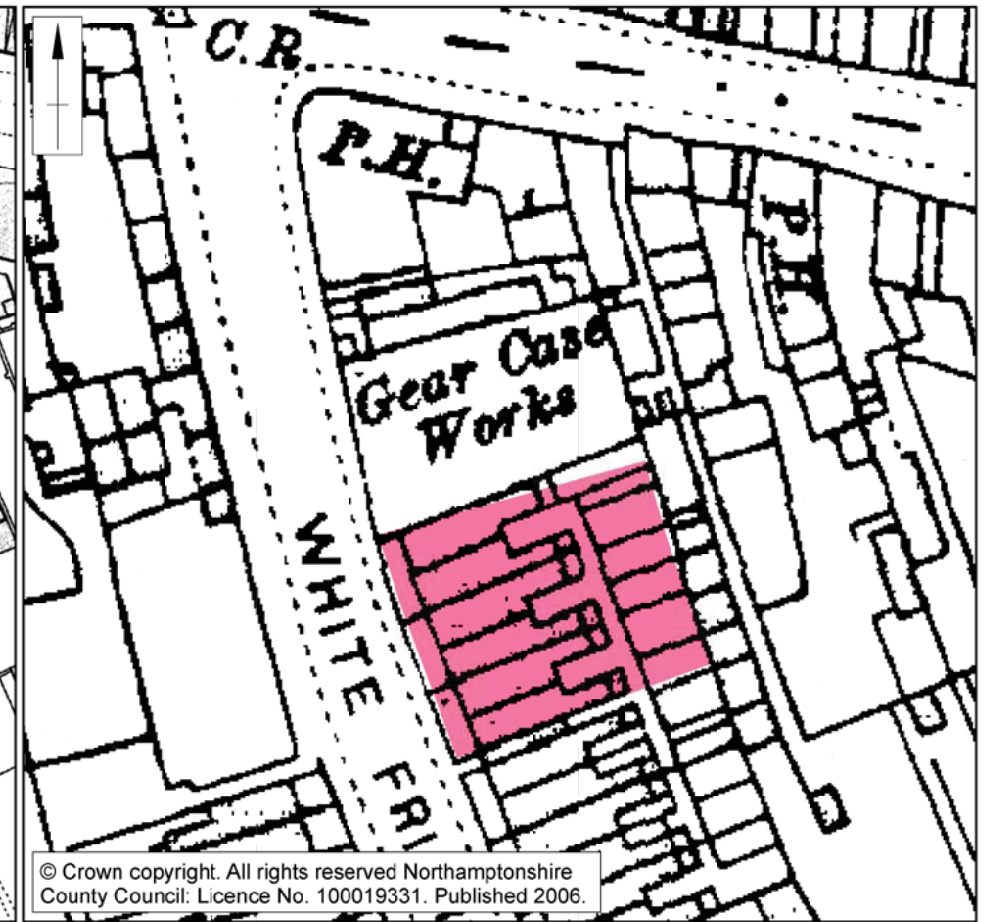 C.R.
P.H.
P.H.
Gear Case
Works
WHITE FRI
© Crown copyright. All rights reserved Northamptonshire
County Council: Licence No. 100019331. Published 2006.